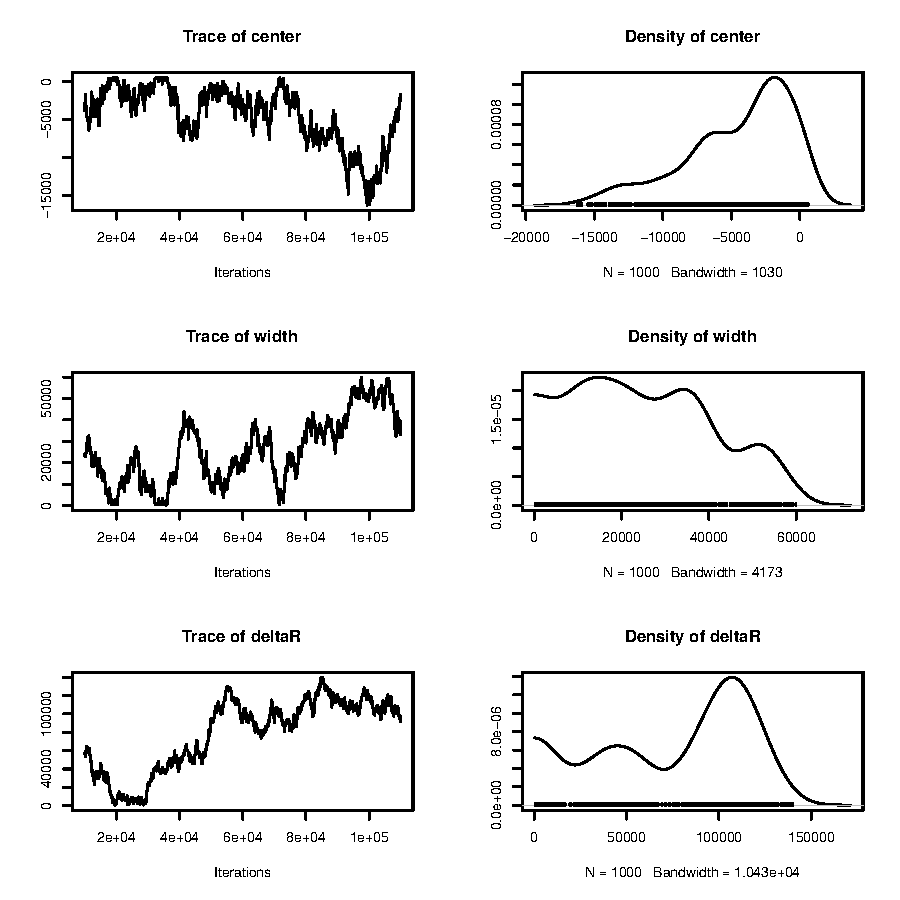 Trace of center
Density of center
0
−5000
−15000
2e+04 4e+04 6e+04 8e+04 1e+05
Iterations
0.00008
0.00000
−20000 −15000 −10000 −5000 0
N = 1000 Bandwidth = 1030
Trace of width
Density of width
50000
20000
0
2e+04 4e+04 6e+04 8e+04 1e+05
Iterations
1.5e−05
0.0e+00
0 20000 40000 60000
N = 1000 Bandwidth = 4173
Trace of deltaR
Density of deltaR
100000
40000
0
2e+04 4e+04 6e+04 8e+04 1e+05
Iterations
8.0e−06
0.0e+00
0 50000 100000 150000
N = 1000 Bandwidth = 1.043e+04